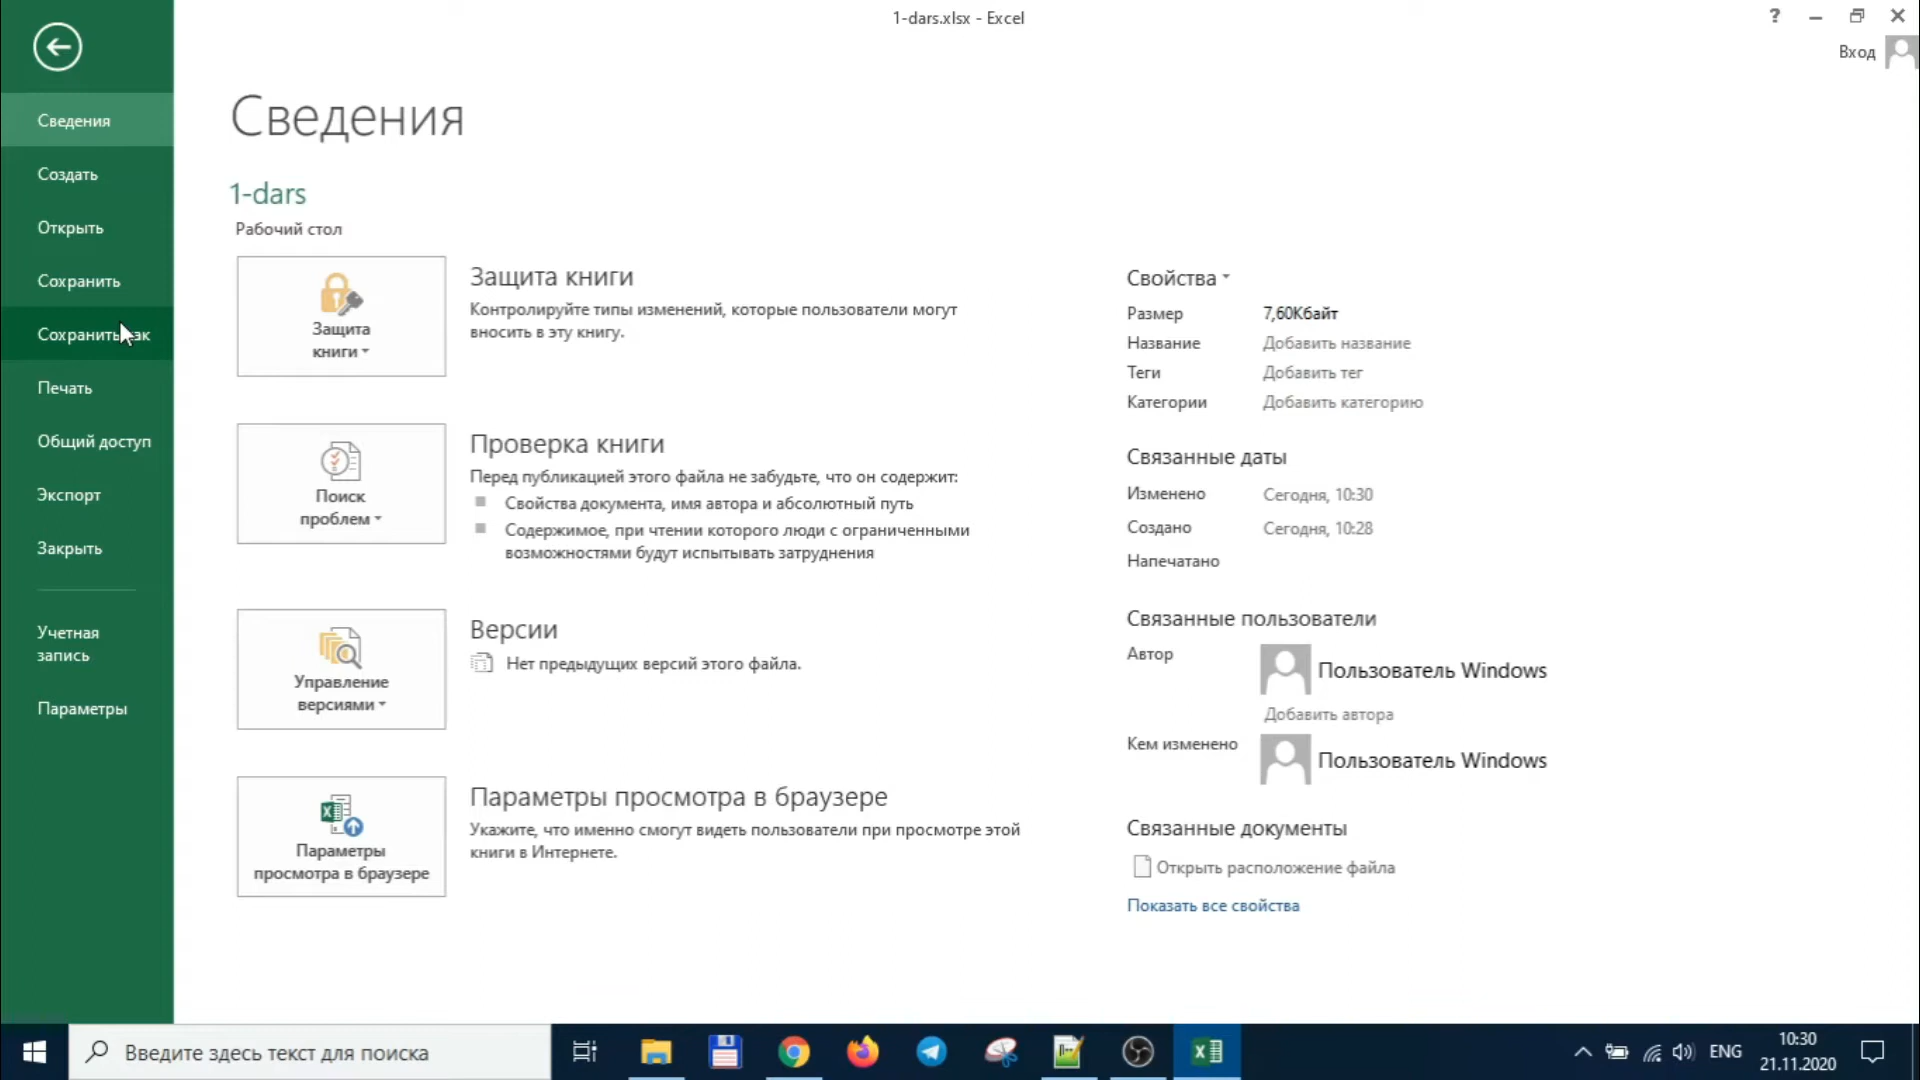 1-dars.xlsx - Excel
?
Вход
Сведения
Создать
Открыть
Сохранить
Сохранить ак
Печать
Общий доступ
Экспорт
Закрыть
Учетная
запись
Параметры
Сведения
1-dars
Рабочий стол
Защита
книги
Защита книги
Контролируйте типы изменений, которые пользователи могут
вносить в эту книгу.
Поиск
проблем
Проверка книги
Перед публикацией этого файла не забудьте, что он содержит:
Свойства документа, имя автора и абсолютный путь
Содержимое, при чтении которого люди с ограниченными
возможностями будут испытывать затруднения
Управление
версиями
Версии
Нет предыдущих версий этого файла.
Параметры
просмотра в браузере
Параметры просмотра в браузере
Укажите, что именно смогут видеть пользователи при просмотре этой
книги в Интернете.
Свойства
Размер 7,60Кбайт
Название Добавить название
Теги Добавить тег
Категории Добавить категорию
Связанные даты
Изменено Сегодня, 10:30
Создано Сегодня, 10:28
Напечатано
Связанные пользователи
Автор Пользователь Windows
Добавить автора
Кем изменено Пользователь Windows
Связанные документы
Открыть расположение файла
Показать все свойства
Введите здесь текст для поиска
ENG
10:30
21.11.2020